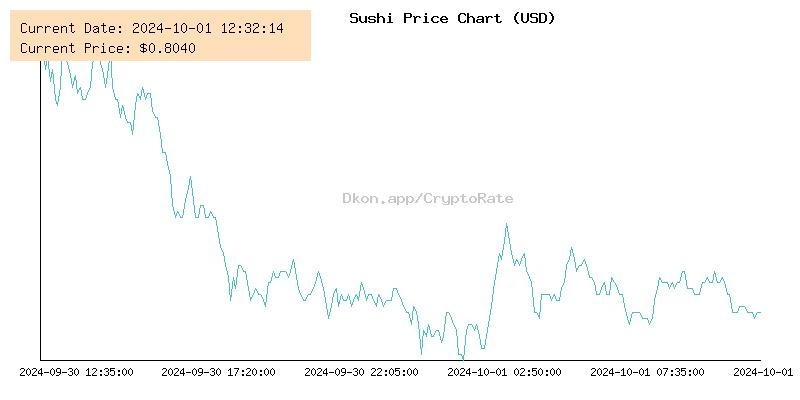 Sushi Price Chart (USD)
Current Date: 2024-10-01 12:32:14
Current Price: $0.8040
Dkon.app/CryptoRate
2024-09-30 12:35:00 2024-09-30 17:20:00 2024-09-30 22:05:00 2024-10-01 02:50:00 2024-10-01 07:35:00 2024-10-01